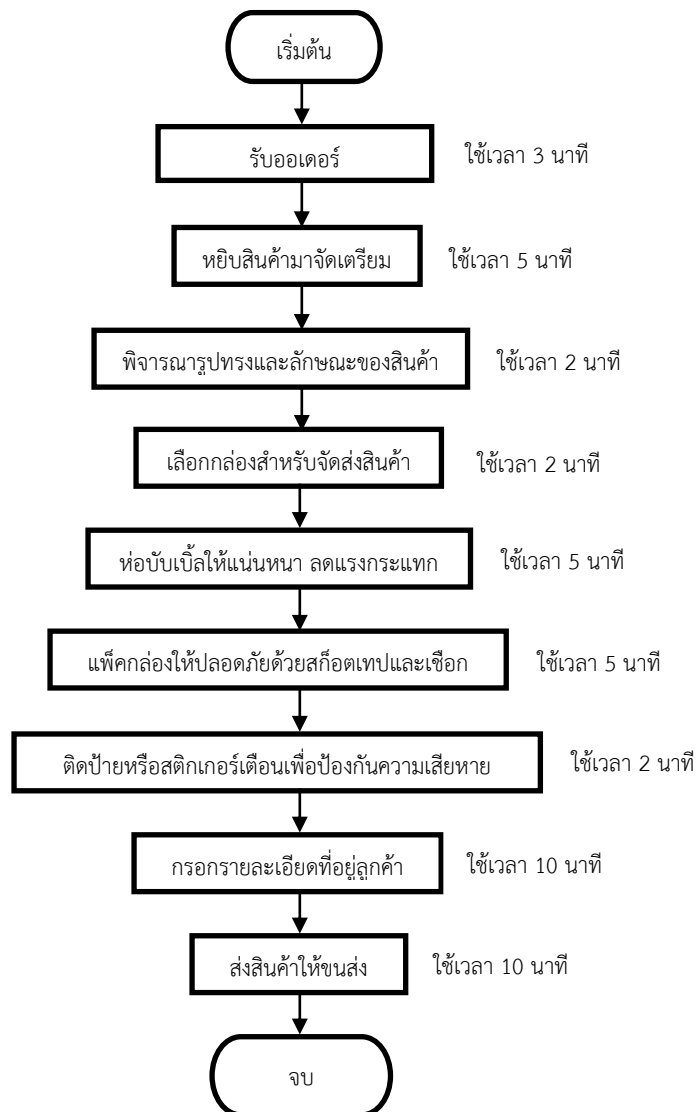 เริ่มต้น
รับออเดอร์ ใช้เวลา 3 นาที
หยิบสินค้ามาจัดเตรียม ใช้เวลา 5 นาที
พิจารณารูปทรงและลักษณะของสินค้า ใช้เวลา 2 นาที
เลือกกล่องสำหรับจัดส่งสินค้า ใช้เวลา 2 นาที
ห่อบับเบิ้ลให้แน่นหนา ลดแรงกระแทก ใช้เวลา 5 นาที
แพ็คกล่องให้ปลอดภัยด้วยสก็อตเทปและเชือก ใช้เวลา 5 นาที
ติดป้ายหรือสติกเกอร์เตือนเพื่อป้องกันความเสียหาย ใช้เวลา 2 นาที
กรอกรายละเอียดที่อยู่ลูกค้า ใช้เวลา 10 นาที
ส่งสินค้าให้ขนส่ง ใช้เวลา 10 นาที
จบ